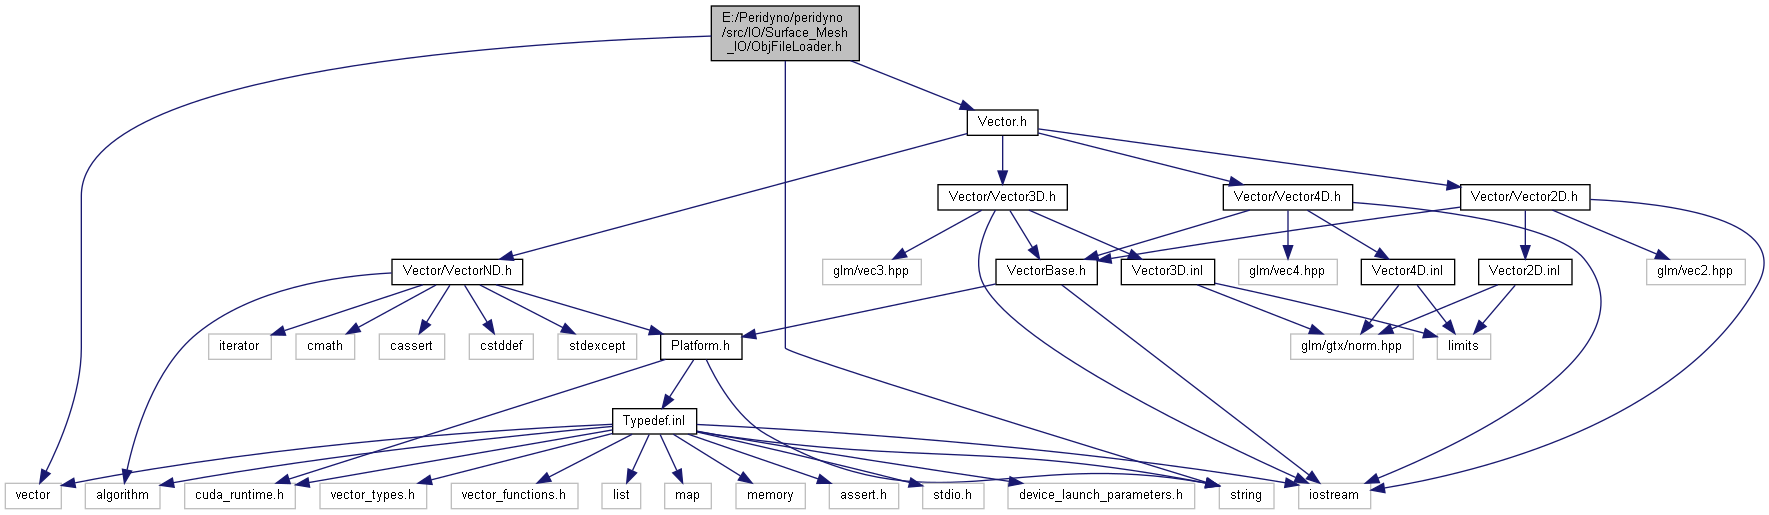 E:/Peridyno/peridyno
/src/IO/Surface_Mesh
_IO/ObjFileLoader.h
Vector.h
Vector/Vector3D.h
Vector/Vector4D.h
Vector/Vector2D.h
Vector/VectorND.h
glm/vec3.hpp
VectorBase.h
Vector3D.inl
glm/vec4.hpp
Vector4D.inl
Vector2D.inl
glm/vec2.hpp
iterator
cmath
cassert
cstddef
stdexcept
Platform.h
glm/gtx/norm.hpp
limits
Typedef.inl
vector
algorithm
cuda_runtime.h
vector_types.h
vector_functions.h
list
map
memory
assert.h
stdio.h
device_launch_parameters.h
string
iostream